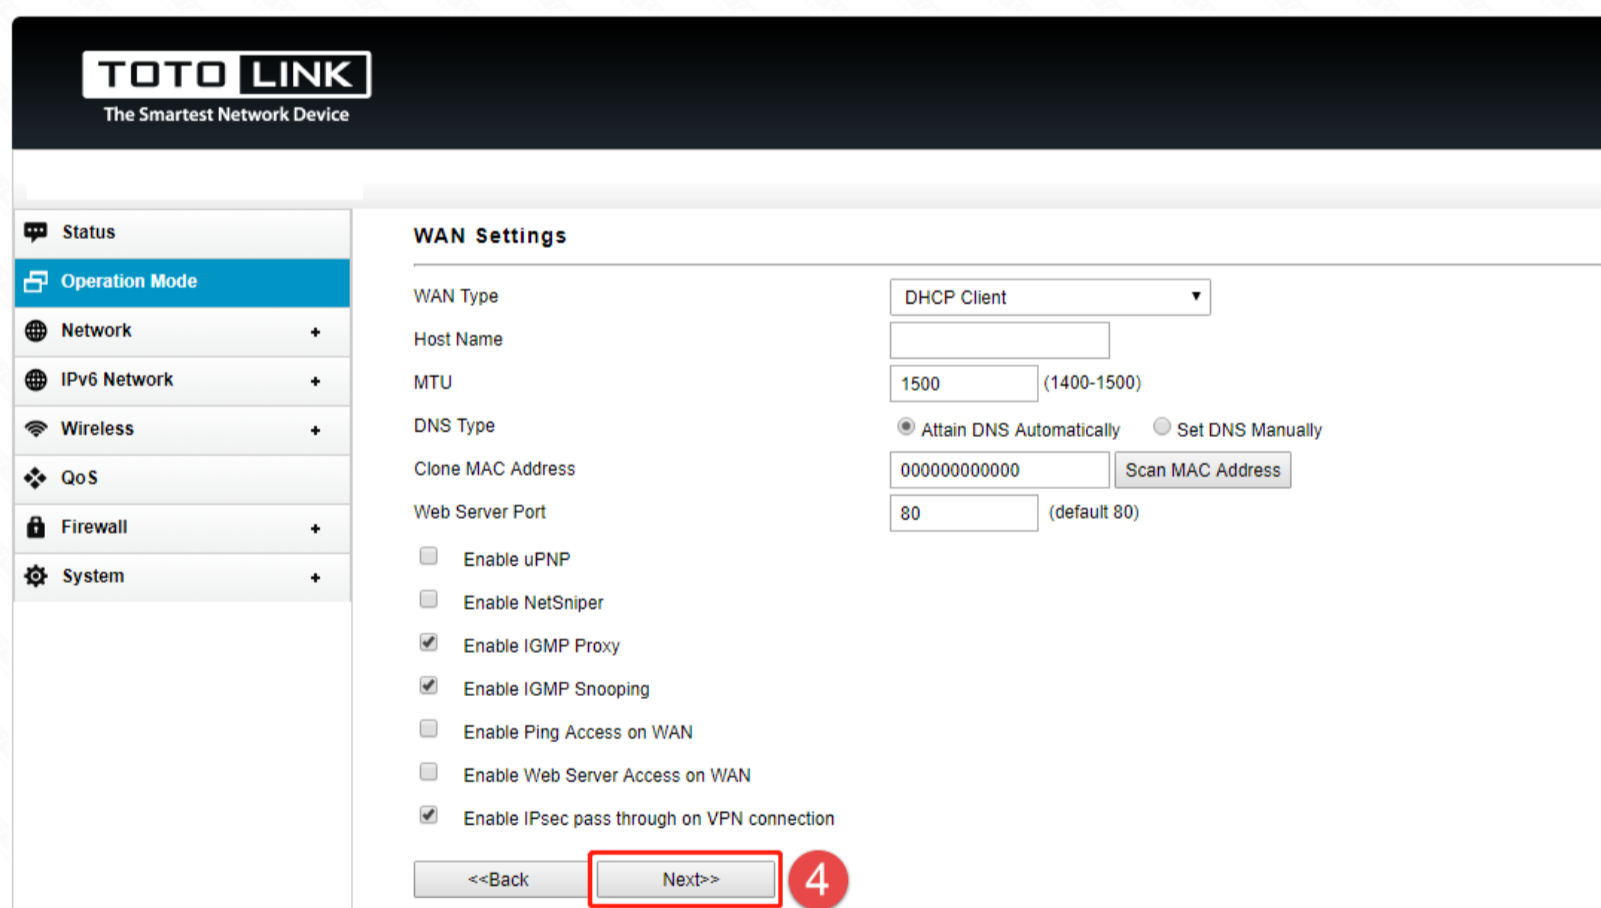 TOTO LINK
The Smartest Network Device
Status
Operation Mode
Network +
IPv6 Network +
Wireless +
QoS
Firewall +
System +
WAN Settings
WAN Type DHCP Client
Host Name
MTU 1500 (1400-1500)
DNS Type Attain DNS Automatically Set DNS Manually
Clone MAC Address 000000000000 Scan MAC Address
Web Server Port 80 (default 80)
Enable uPNP
Enable NetSniper
Enable IGMP Proxy
Enable IGMP Snooping
Enable Ping Access on WAN
Enable Web Server Access on WAN
Enable IPsec pass through on VPN connection
<<Back Next>> 4